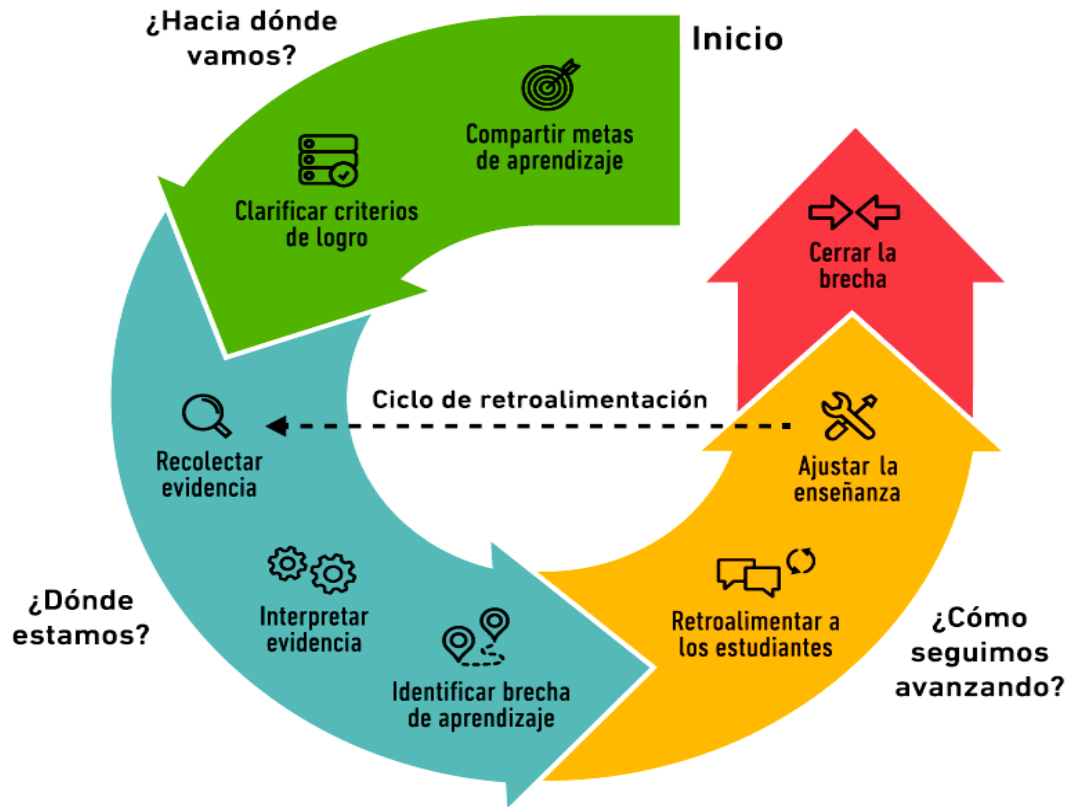 ¿Hacia dónde
vamos?
Inicio
Compartir metas
de aprendizaje
Clarificar criterios
de logro
Cerrar la
brecha
Ciclo de retroalimentación
Recolectar
evidencia
Ajustar la
enseñanza
¿Dónde
estamos?
Interpretar
evidencia
Identificar brecha
de aprendizaje
Retroalimentar a
los estudiantes
¿Cómo
seguimos
avanzando?